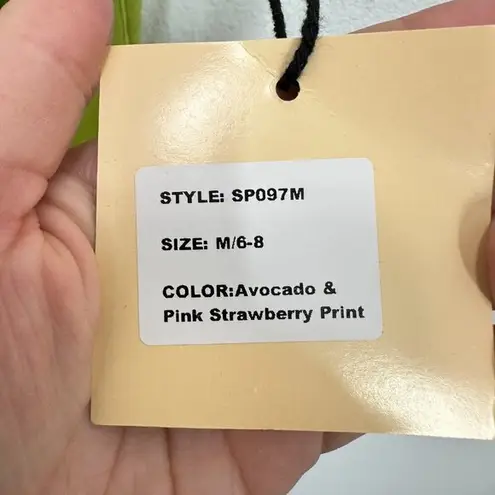 STYLE: SP097M
SIZE: M/6-8
COLOR:Avocado &
Pink Strawberry Print